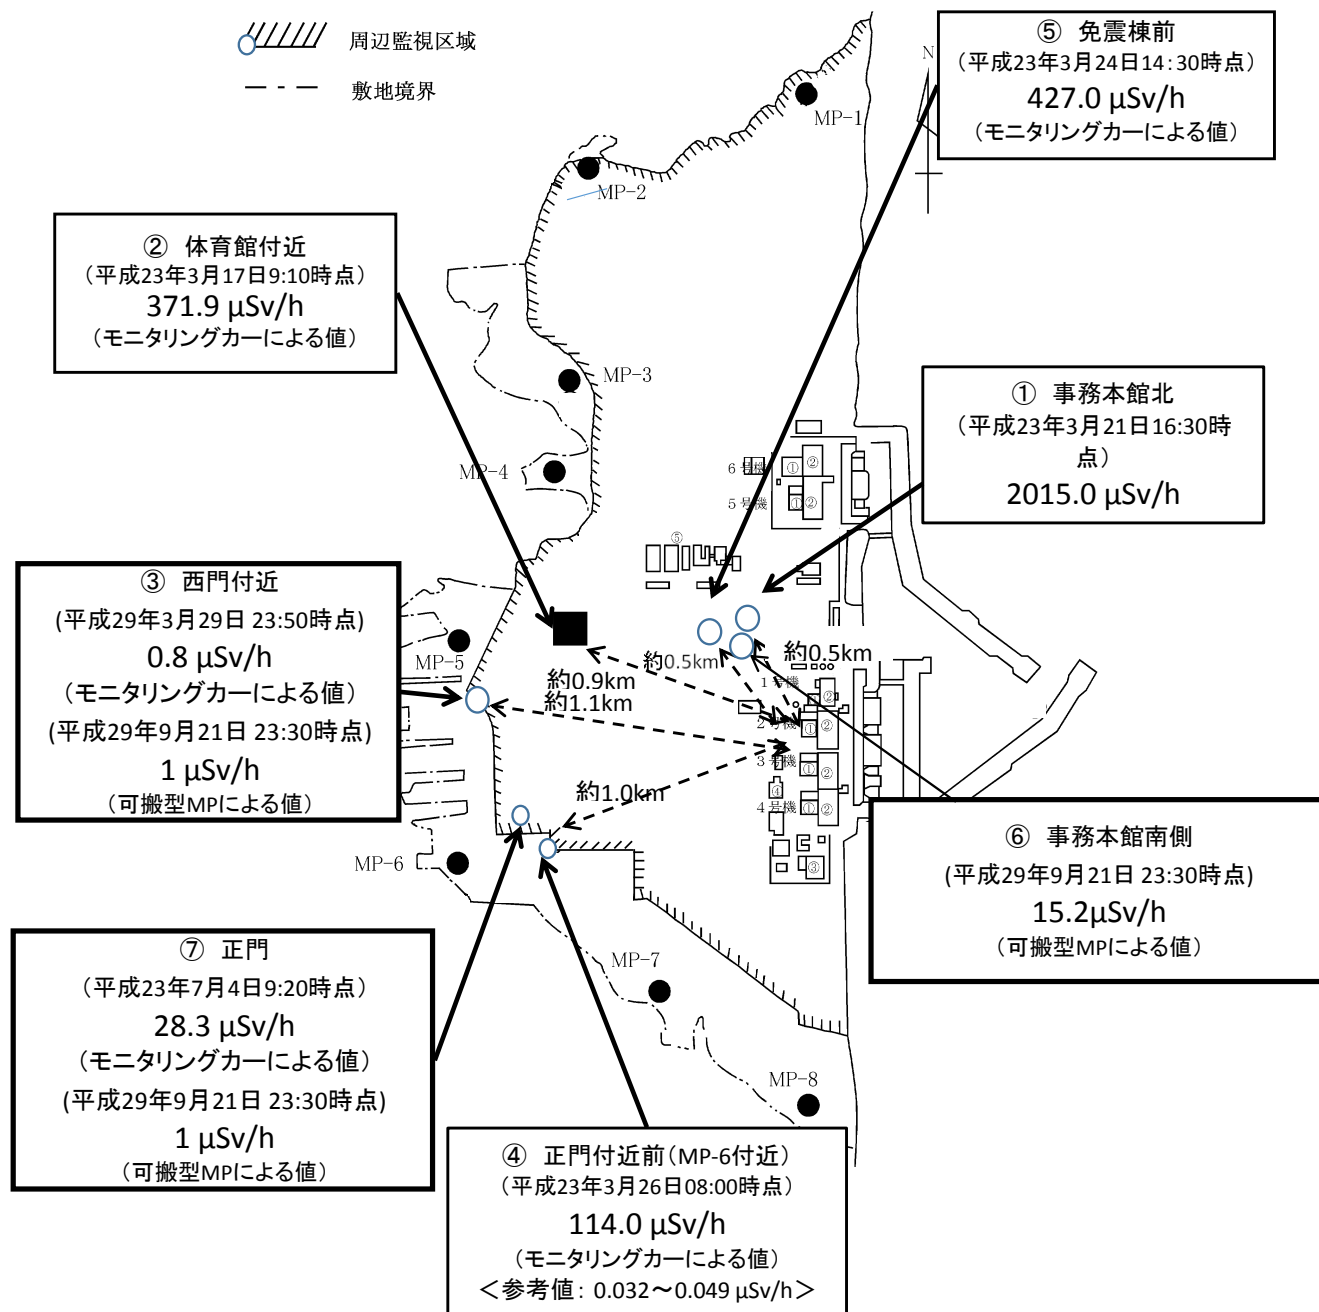 周辺監視区域
敷地境界
⑤ 免震棟前
(平成23年3月24日14:30時点)
427.0 μSv/h
(モニタリングカーによる値)
N
MP-1
MP-2
② 体育館付近
(平成23年3月17日9:10時点)
371.9 μSv/h
(モニタリングカーによる値)
MP-3
① 事務本館北
(平成23年3月21日16:30時
点)
2015.0 μSv/h
MP-4
6号機
① ②
5号機
① ②
⑤
③ 西門付近
(平成29年3月29日 23:50時点)
0.8 μSv/h
(モニタリングカーによる値)
(平成29年9月21日 23:30時点)
1 μSv/h
(可搬型MPによる値)
MP-5
約0.5km
約0.5km
約0.9km
約1.1km
1号機
②
2号機
① ②
3号機
① ②
約1.0km
④
4号機
① ②
③
MP-6
⑥ 事務本館南側
(平成29年9月21日 23:30時点)
15.2μSv/h
(可搬型MPによる値)
⑦ 正門
(平成23年7月4日9:20時点)
28.3 μSv/h
(モニタリングカーによる値)
(平成29年9月21日 23:30時点)
1 μSv/h
(可搬型MPによる値)
MP-7
MP-8
④ 正門付近前(MP-6付近)
(平成23年3月26日08:00時点)
114.0 μSv/h
(モニタリングカーによる値)
<参考値: 0.032~0.049 μSv/h>